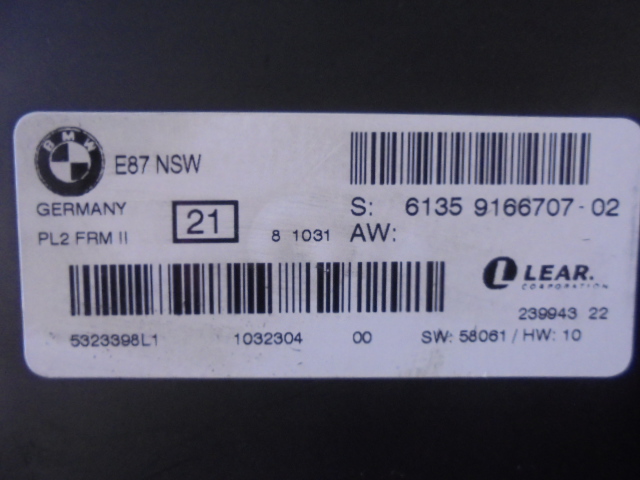 BMW
E87 NSW
GERMANY
21
PL2 FRM II
8 1031
S: 6135 9166707-02
AW:
LEAR.
CORPORATION
239943 22
5323398L1 1032304 00 SW: 58061 / HW: 10